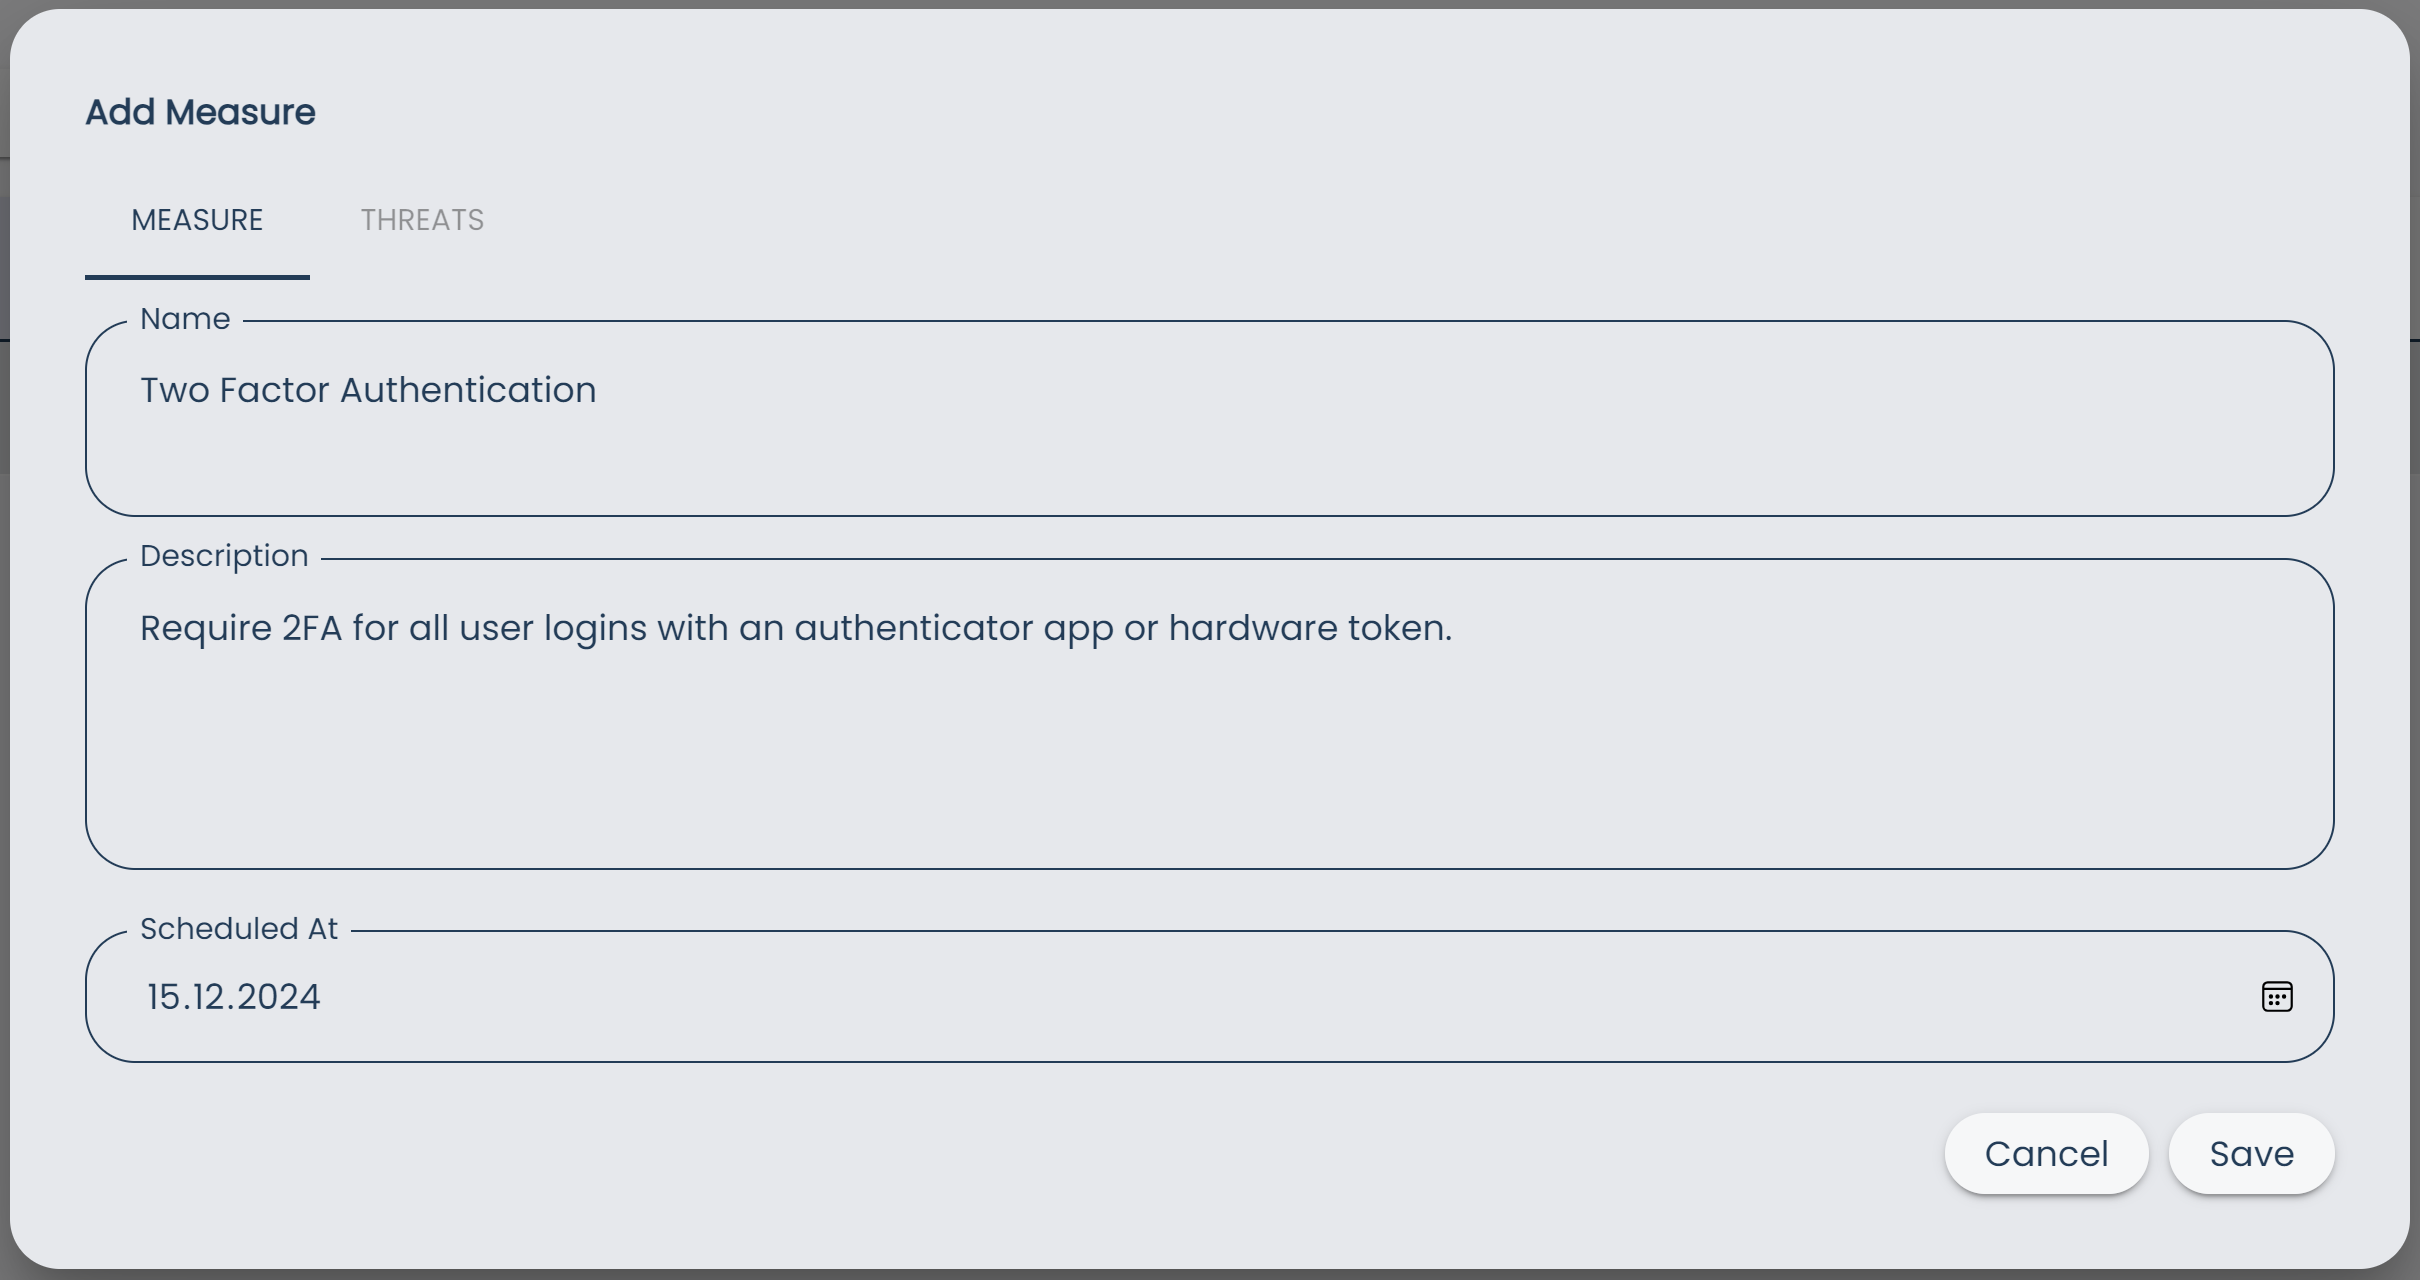 Add Measure
MEASURE THREATS
Name
Two Factor Authentication
Description
Require 2FA for all user logins with an authenticator app or hardware token.
Scheduled At
15.12.2024
Cancel Save